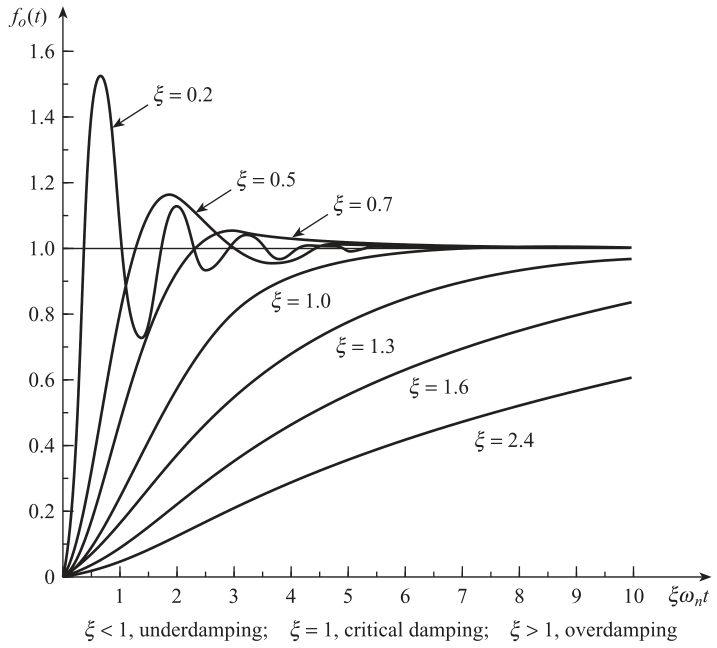 f_o(t)
1.6
ξ = 0.2
1.4
1.2
ξ = 0.5
ξ = 0.7
1.0
ξ = 1.0
0.8
ξ = 1.3
0.6
ξ = 1.6
ξ = 2.4
0.4
0.2
0
1 2 3 4 5 6 7 8 9 10 ξω_n t
ξ < 1, underdamping; ξ = 1, critical damping; ξ > 1, overdamping